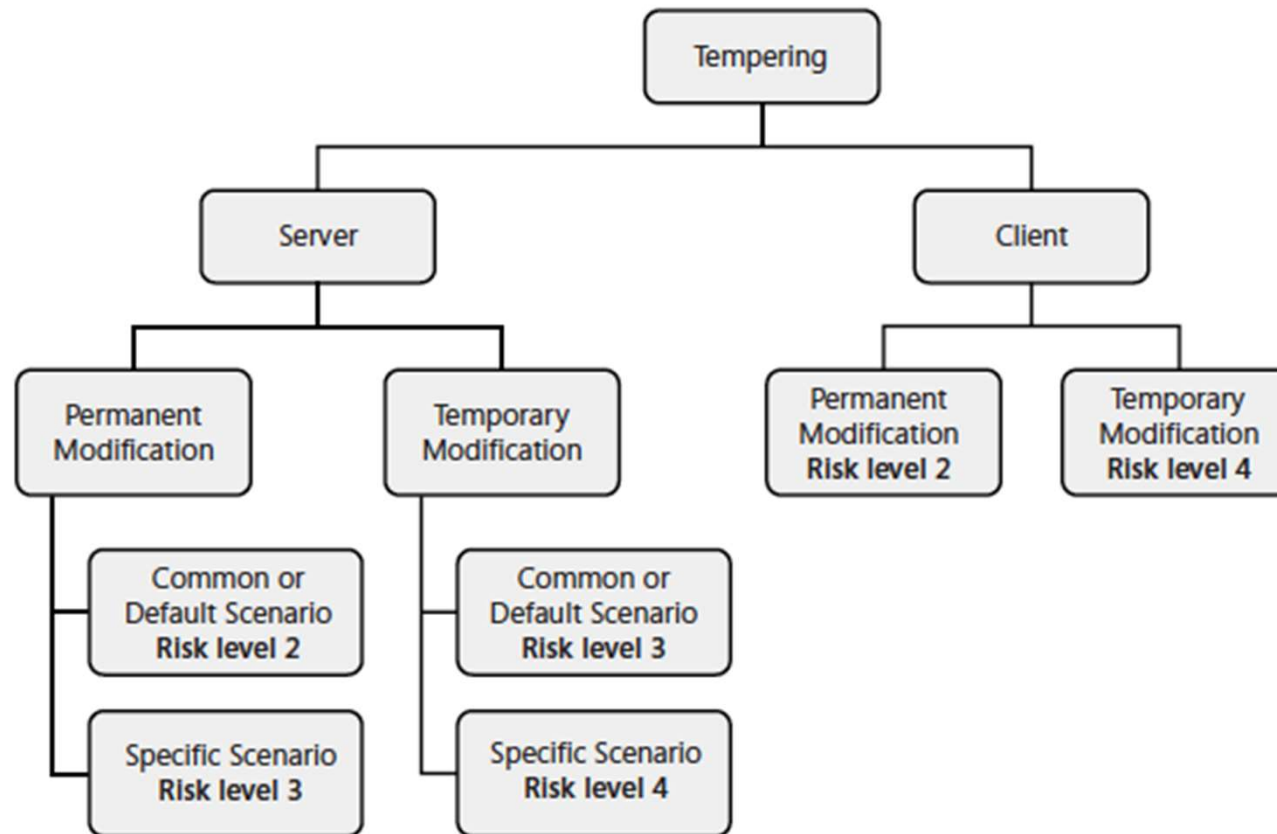 Tempering
Server
Client
Permanent
Modification
Temporary
Modification
Permanent
Modification
Risk level 2
Temporary
Modification
Risk level 4
Common or
Default Scenario
Risk level 2
Common or
Default Scenario
Risk level 3
Specific Scenario
Risk level 3
Specific Scenario
Risk level 4